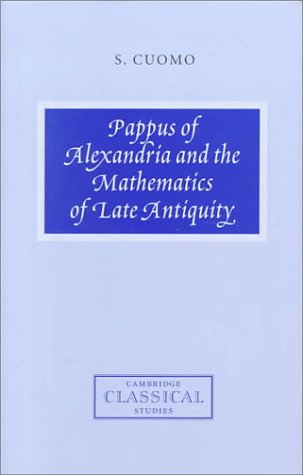 S. CUOMO
Pappus of
Alexandria and the
Mathematics
of Late Antiquity
CAMBRIDGE
CLASSICAL
STUDIES